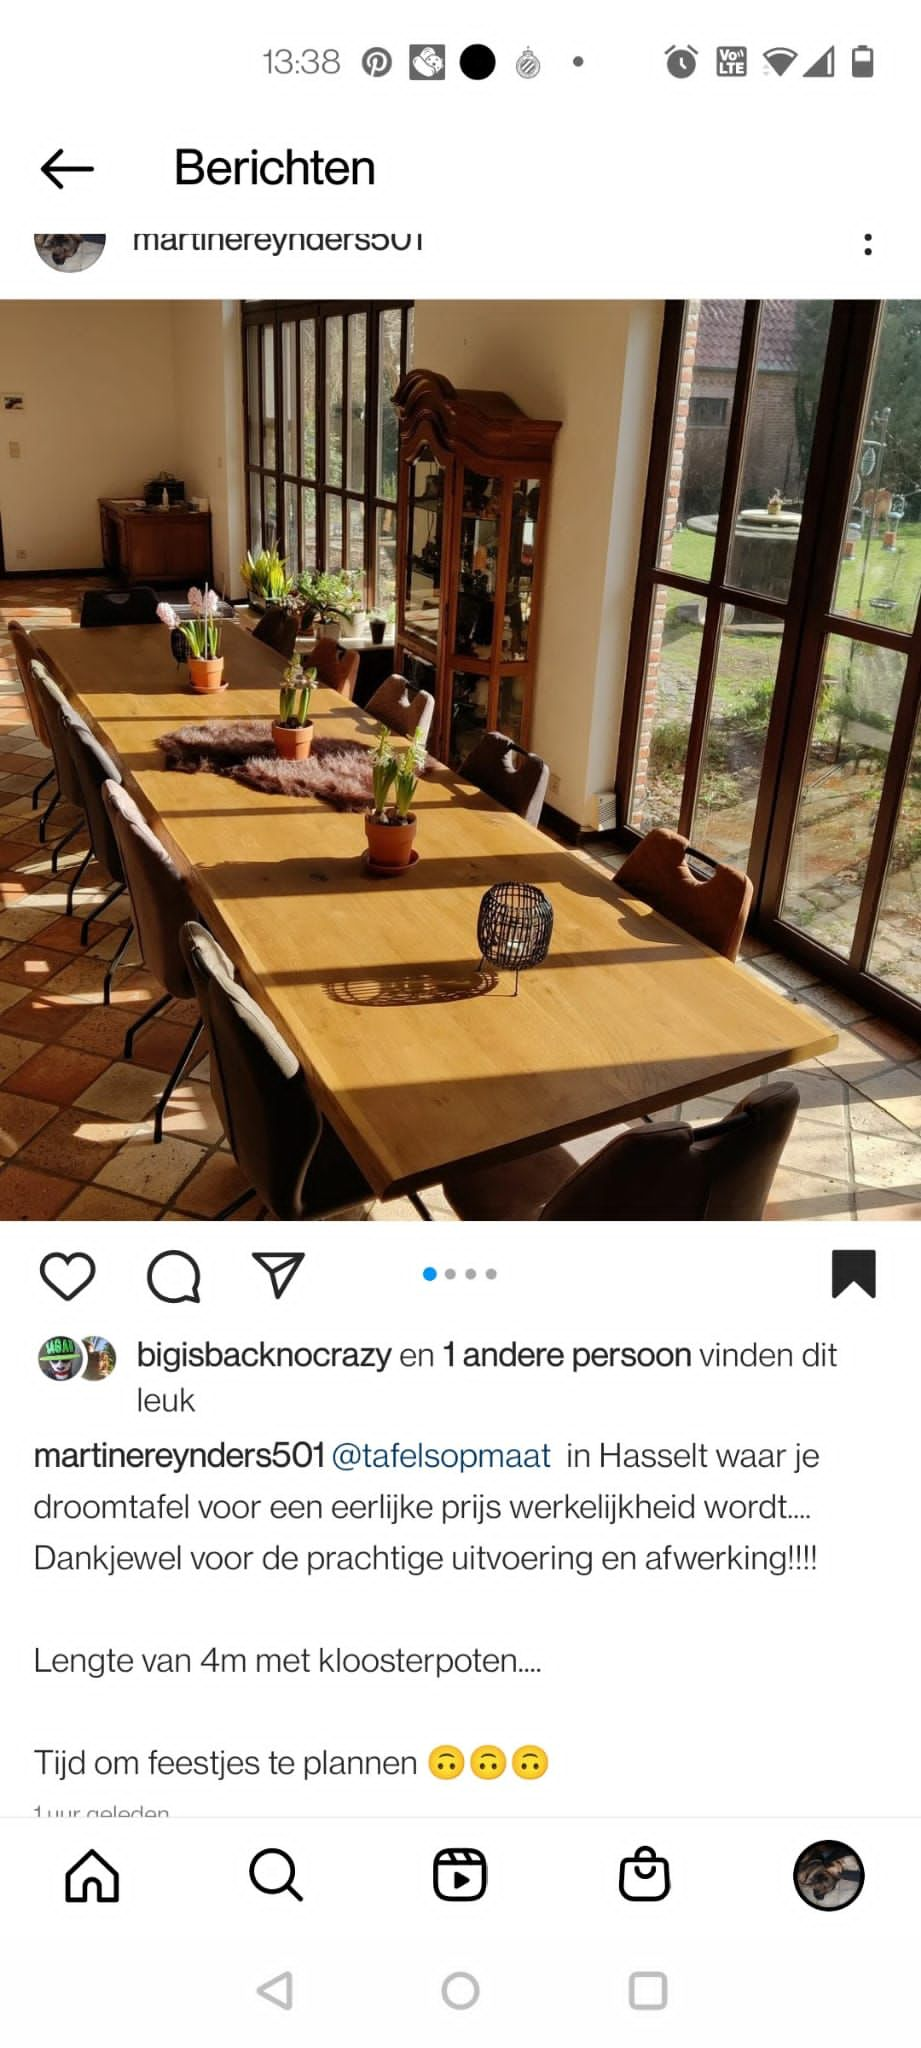 13:38
Vo))
LTE
Berichten
martinereynders501
bigisbacknocrazy en 1 andere persoon vinden dit
leuk
martinereynders501 @tafelsopmaat in Hasselt waar je
droomtafel voor een eerlijke prijs werkelijkheid wordt....
Dankjewel voor de prachtige uitvoering en afwerking!!!!
Lengte van 4m met kloosterpoten....
Tijd om feestjes te plannen 🙃🙃🙃
1 uur geleden